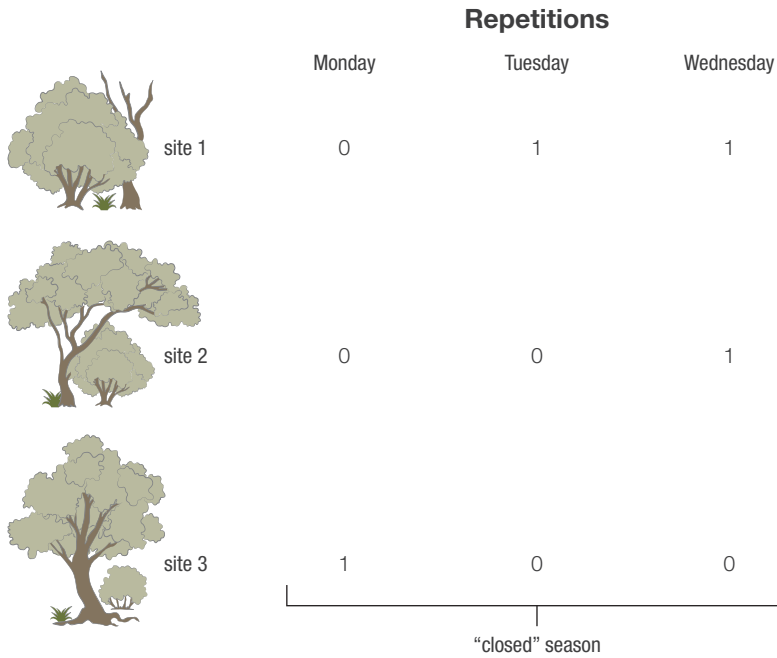 Repetitions
Monday Tuesday Wednesday
site 1 0 1 1
site 2 0 0 1
site 3 1 0 0
“closed” season